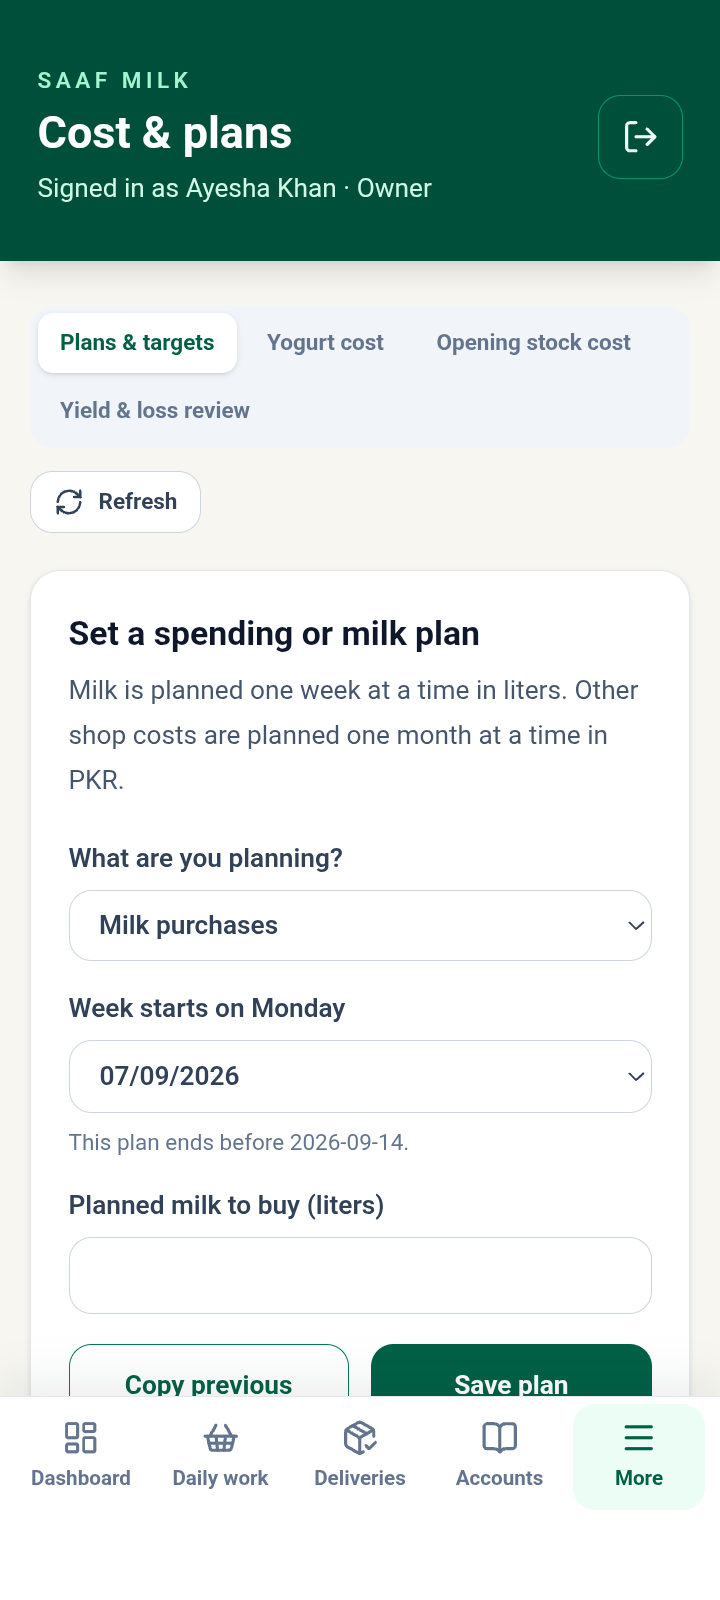 SAAF MILK
Cost & plans
Signed in as Ayesha Khan · Owner
Plans & targets
Yogurt cost
Opening stock cost
Yield & loss review
Refresh
Set a spending or milk plan
Milk is planned one week at a time in liters. Other
shop costs are planned one month at a time in
PKR.
What are you planning?
Milk purchases
Week starts on Monday
07/09/2026
This plan ends before 2026-09-14.
Planned milk to buy (liters)
Copy previous
Save plan
Dashboard
Daily work
Deliveries
Accounts
More